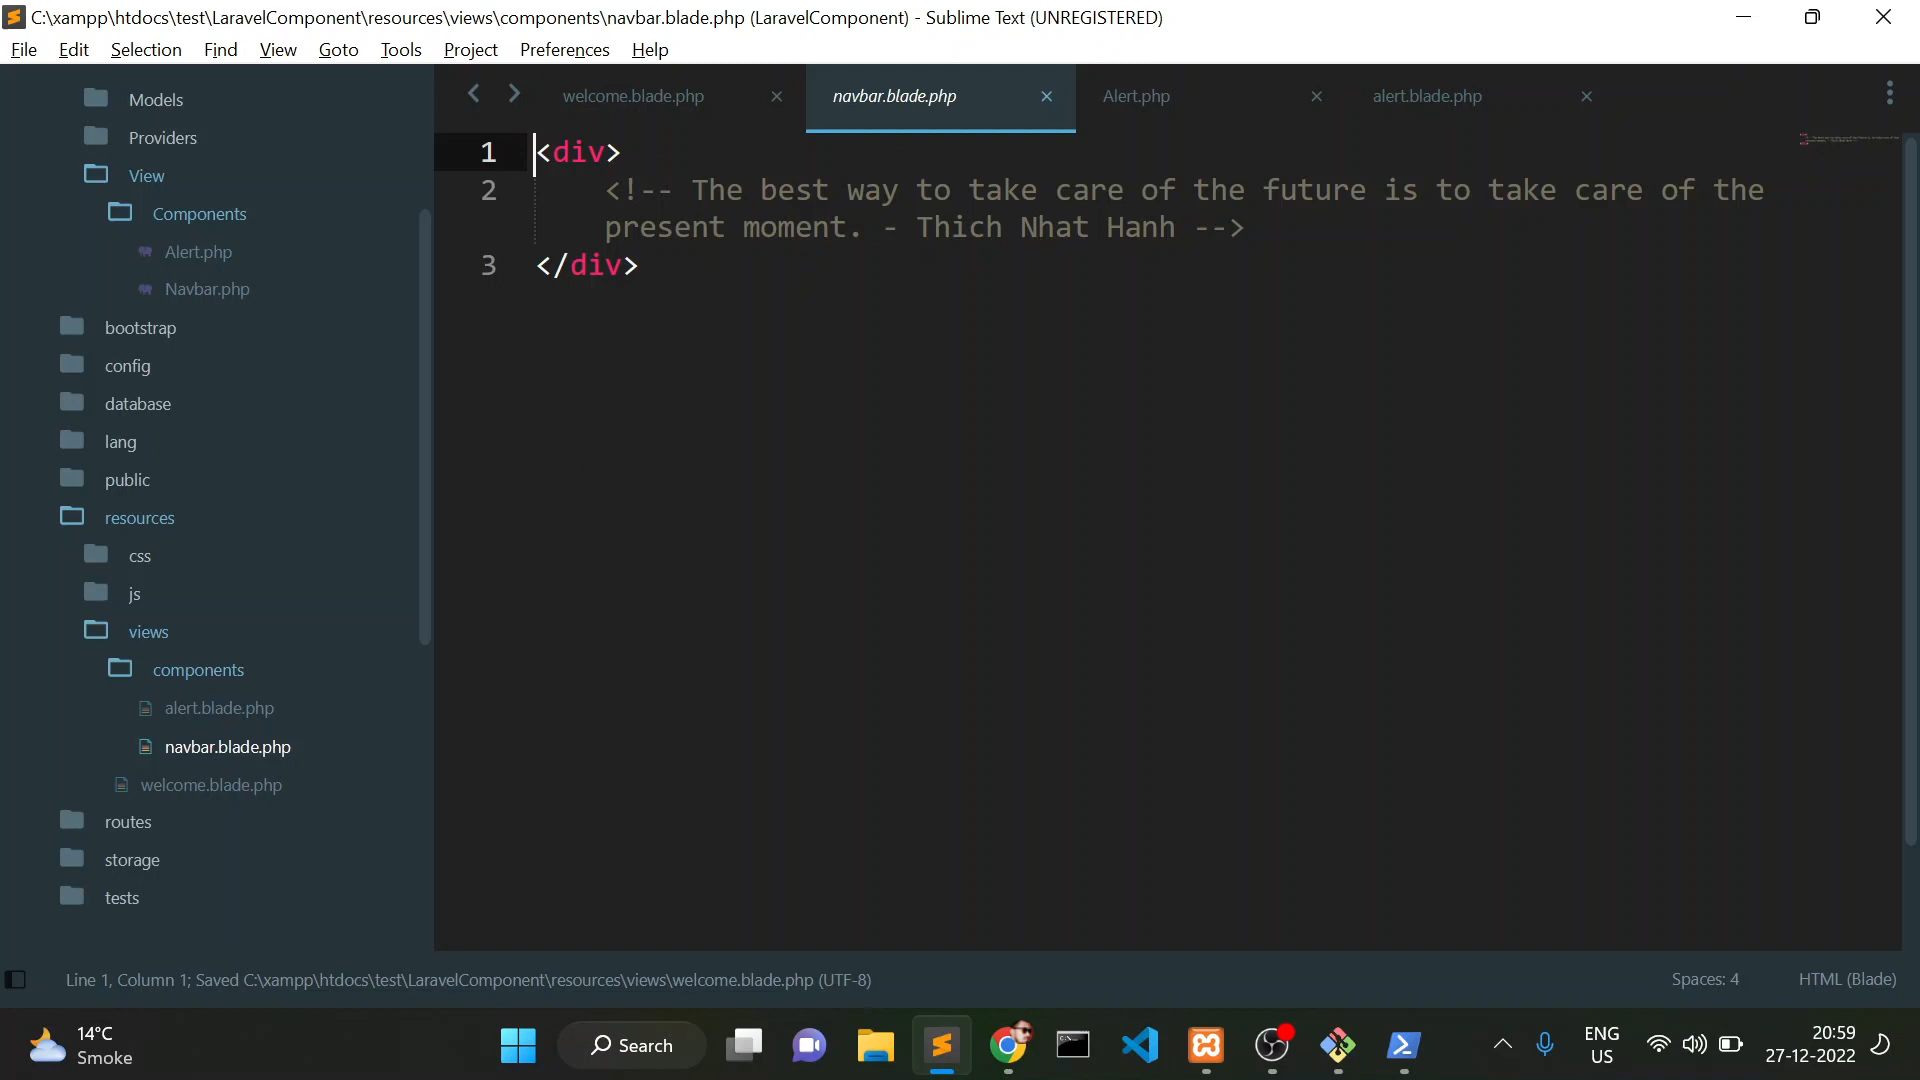 C:\xampp\htdocs\test\LaravelComponent\resources\views\components\navbar.blade.php (LaravelComponent) - Sublime Text (UNREGISTERED)
File Edit Selection Find View Goto Tools Project Preferences Help
welcome.blade.php navbar.blade.php Alert.php alert.blade.php
Models
Providers
View
Components
Alert.php
Navbar.php
bootstrap
config
database
lang
public
resources
css
js
views
components
alert.blade.php
navbar.blade.php
welcome.blade.php
routes
storage
tests
1 <div>
2 <!-- The best way to take care of the future is to take care of the
present moment. - Thich Nhat Hanh -->
3 </div>
Line 1, Column 1; Saved C:\xampp\htdocs\test\LaravelComponent\resources\views\welcome.blade.php (UTF-8)
Spaces: 4 HTML (Blade)
14°C
Smoke
Search
ENG
US
20:59
27-12-2022